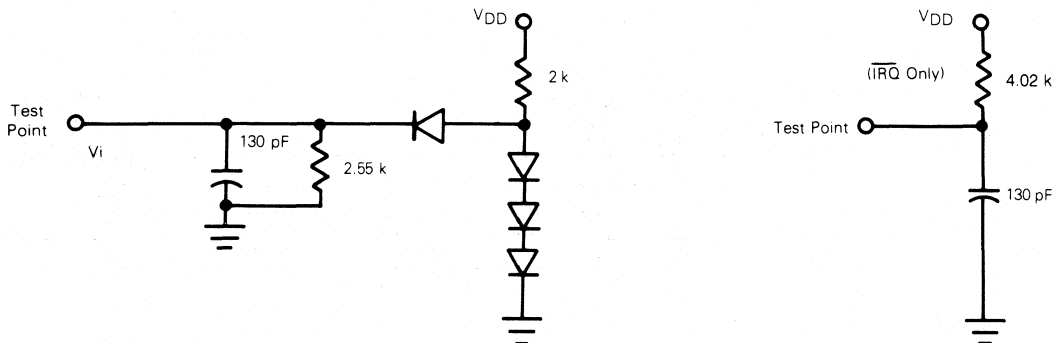 VDD
2 k
Test
Point
Vi
130 pF
2.55 k
VDD
(IRQ Only)
4.02 k
Test Point
130 pF